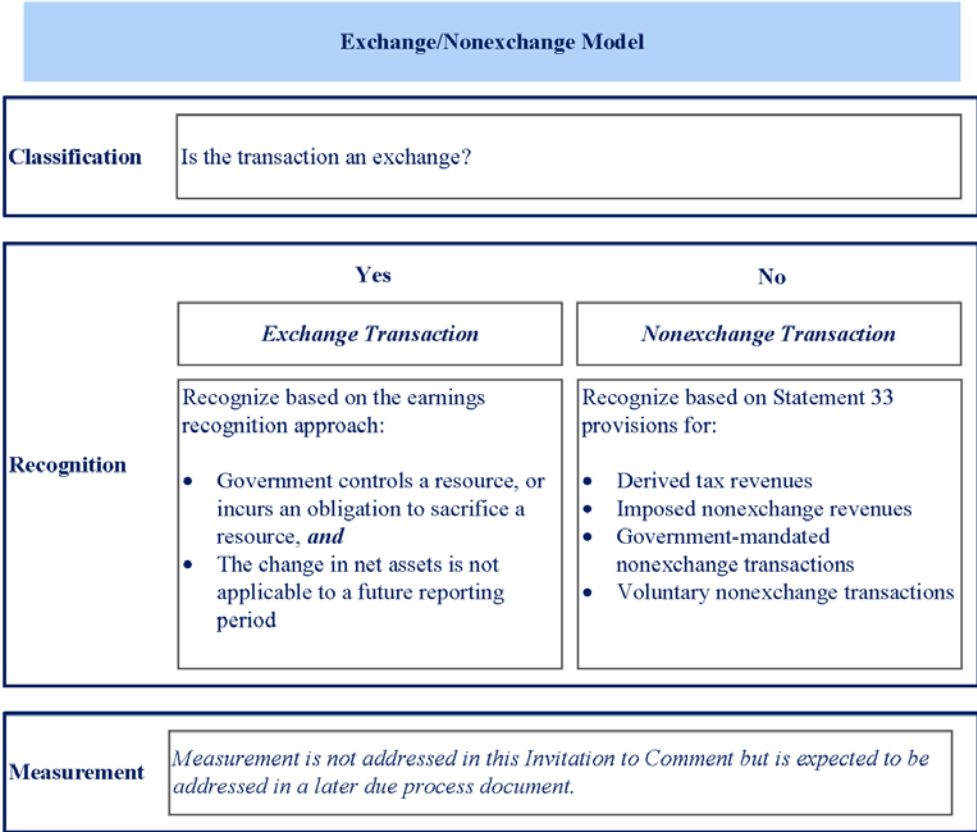 Exchange/Nonexchange Model
Classification
Is the transaction an exchange?
Yes
No
Exchange Transaction
Nonexchange Transaction
Recognition
Recognize based on the earnings
recognition approach:
• Government controls a resource, or
incurs an obligation to sacrifice a
resource, and
• The change in net assets is not
applicable to a future reporting
period
Recognize based on Statement 33
provisions for:
• Derived tax revenues
• Imposed nonexchange revenues
• Government-mandated
nonexchange transactions
• Voluntary nonexchange transactions
Measurement
Measurement is not addressed in this Invitation to Comment but is expected to be
addressed in a later due process document.